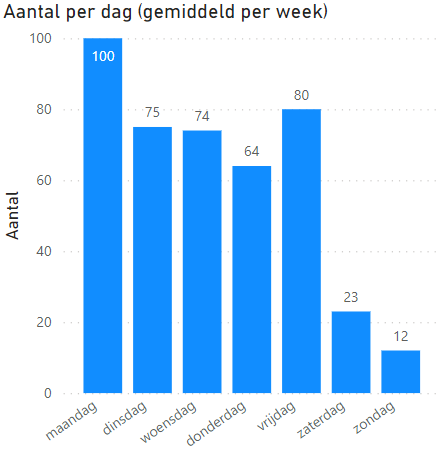 Aantal per dag (gemiddeld per week)
100
80
60
40
20
0
Aantal
100
75
74
64
80
23
12
maandag
dinsdag
woensdag
donderdag
vrijdag
zaterdag
zondag